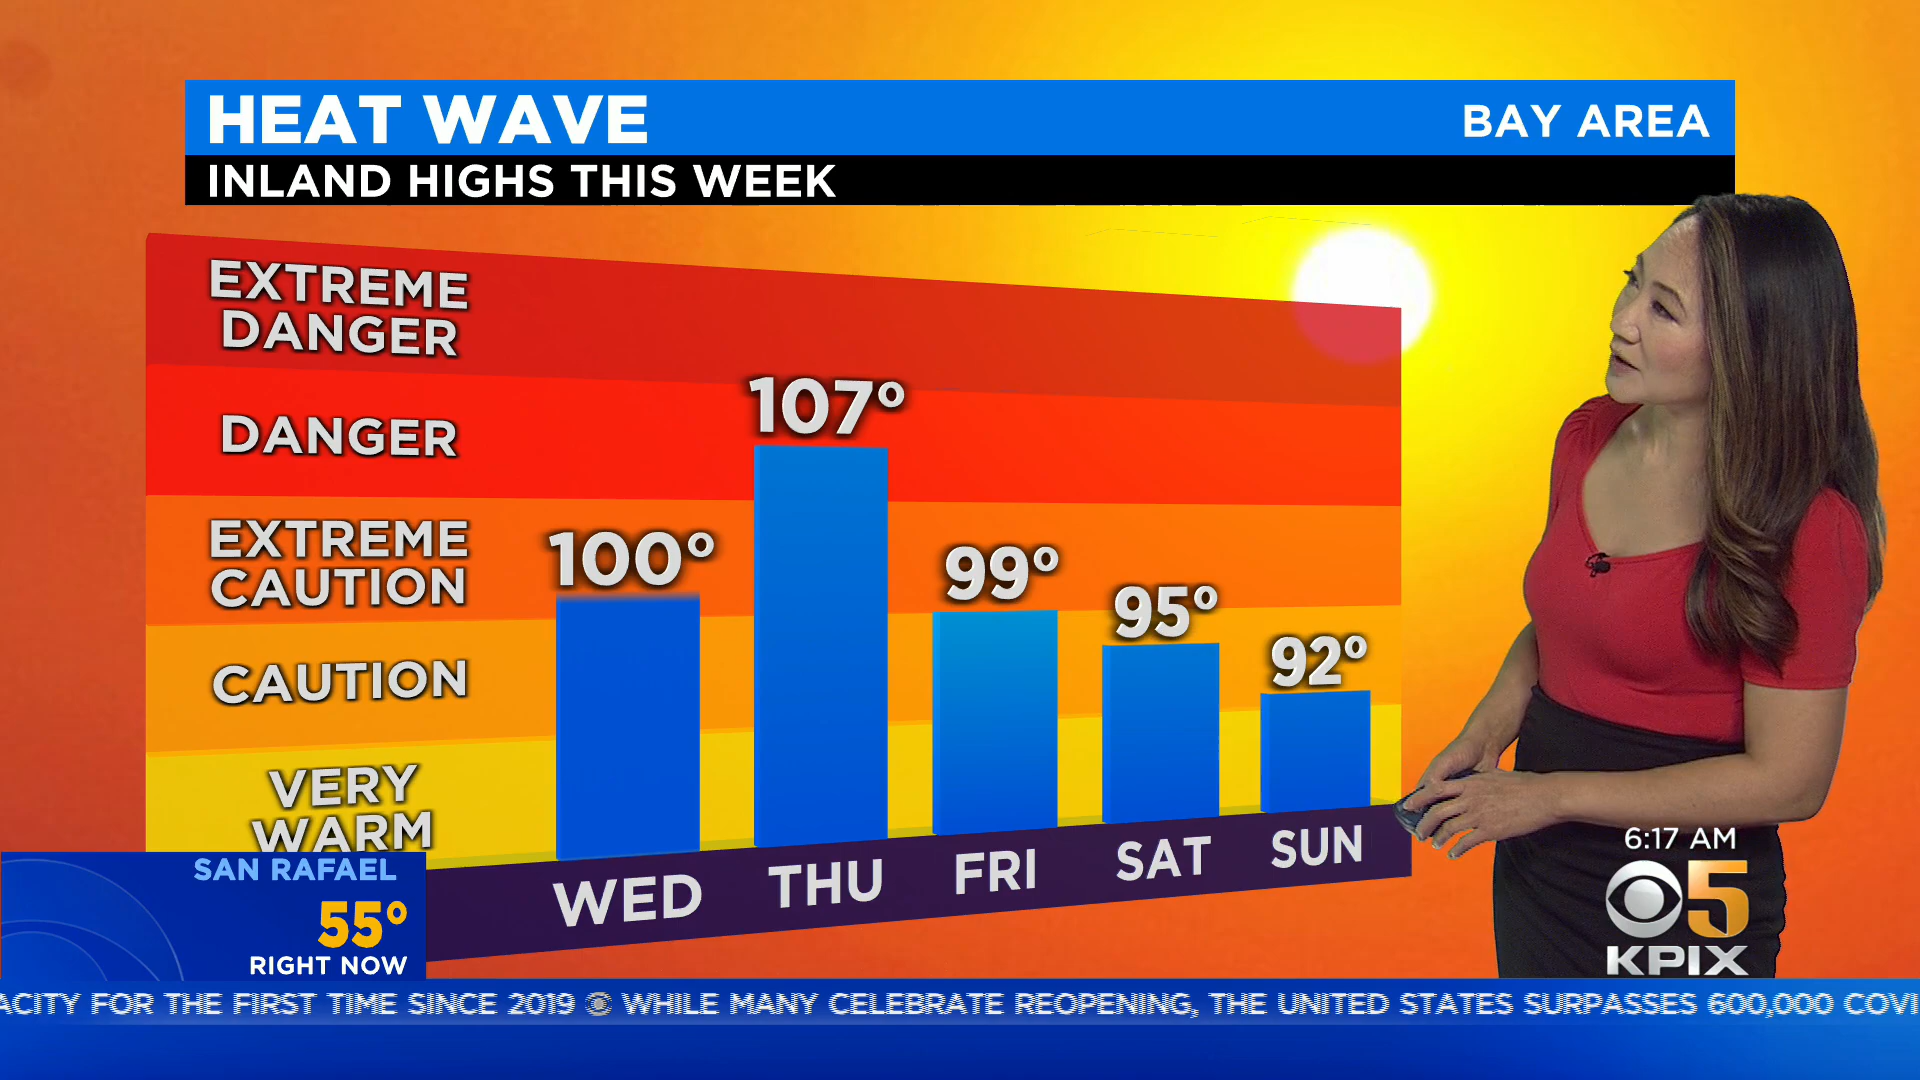 HEAT WAVE
BAY AREA
INLAND HIGHS THIS WEEK
EXTREME
DANGER
DANGER
EXTREME
CAUTION
CAUTION
VERY
WARM
100°
107°
99°
95°
92°
WED
THU
FRI
SAT
SUN
SAN RAFAEL
55°
RIGHT NOW
6:17 AM
5
KPIX
ACITY FOR THE FIRST TIME SINCE 2019 WHILE MANY CELEBRATE REOPENING, THE UNITED STATES SURPASSES 600,000 COVI